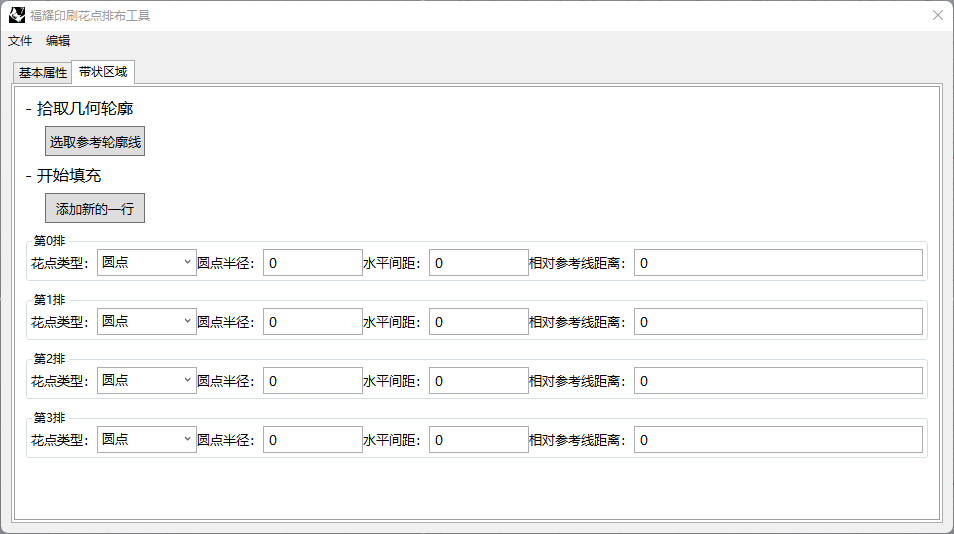 福耀印刷花点排布工具
文件 编辑
基本属性 带状区域
- 拾取几何轮廓
选取参考轮廓线
- 开始填充
添加新的一行
第0排
花点类型： 圆点 圆点半径： 0 水平间距： 0 相对参考线距离： 0
第1排
花点类型： 圆点 圆点半径： 0 水平间距： 0 相对参考线距离： 0
第2排
花点类型： 圆点 圆点半径： 0 水平间距： 0 相对参考线距离： 0
第3排
花点类型： 圆点 圆点半径： 0 水平间距： 0 相对参考线距离： 0